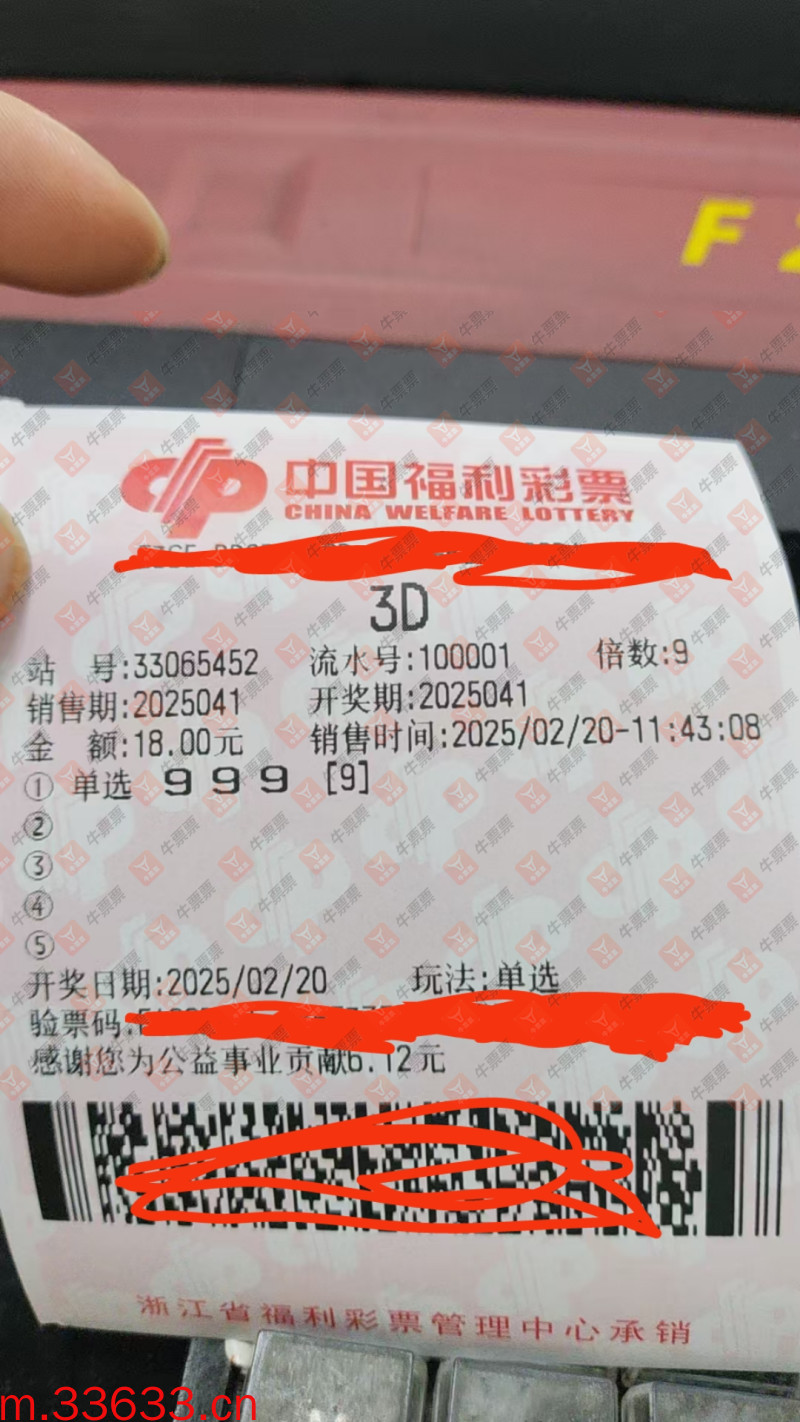 F
中国福利彩票
CHINA WELFARE LOTTERY
3D
站 号:33065452 流水号:100001 倍数:9
销售期:2025041 开奖期:2025041
金 额:18.00元 销售时间:2025/02/20-11:43:08
① 单选 9 9 9 [9]
②
③
④
⑤
开奖日期:2025/02/20 玩法:单选
验票码:
感谢您为公益事业贡献6.12元
浙江省福利彩票管理中心承销
牛票票
m.33633.cn